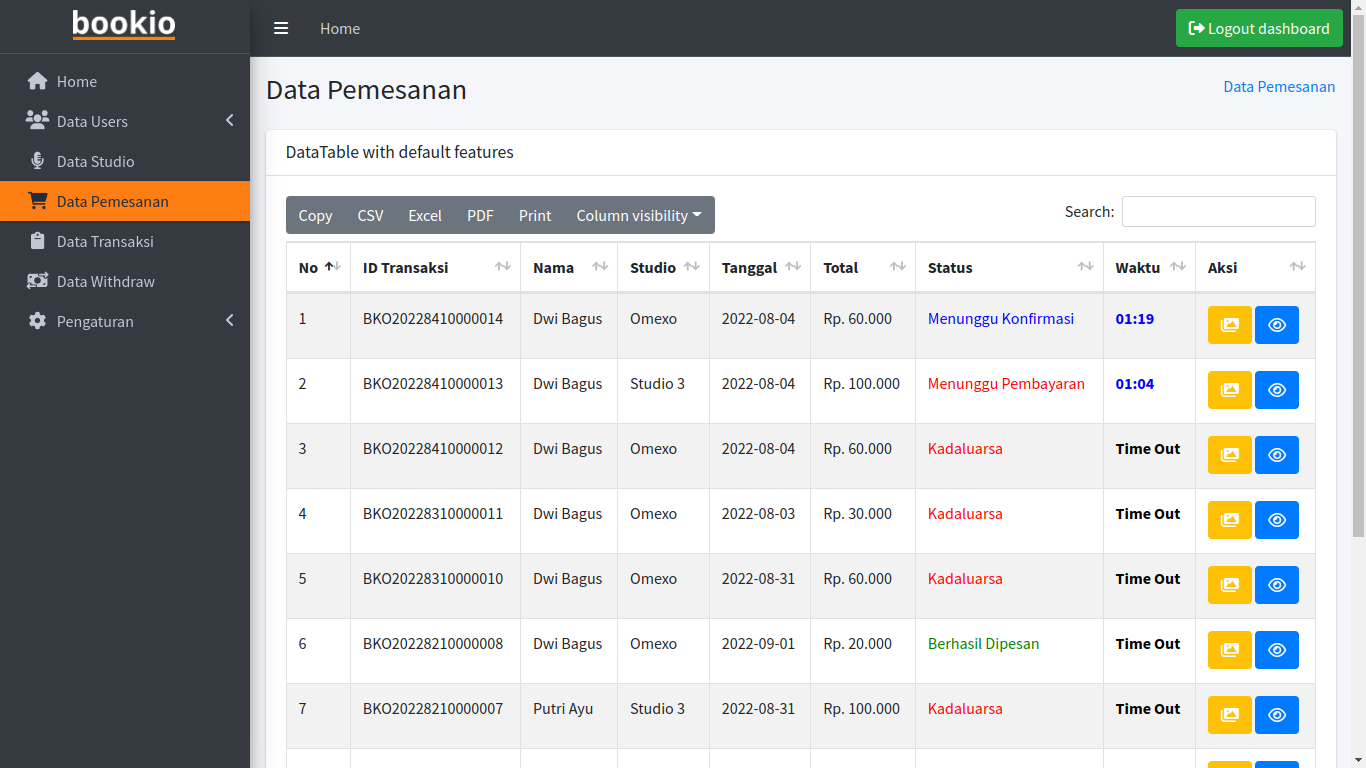 bookio
Home
Logout dashboard
Home
Data Users
Data Studio
Data Pemesanan
Data Transaksi
Data Withdraw
Pengaturan
Data Pemesanan
Data Pemesanan
DataTable with default features
Copy CSV Excel PDF Print Column visibility
Search:
No ID Transaksi Nama Studio Tanggal Total Status Waktu Aksi
1 BKO20228410000014 Dwi Bagus Omexo 2022-08-04 Rp. 60.000 Menunggu Konfirmasi 01:19
2 BKO20228410000013 Dwi Bagus Studio 3 2022-08-04 Rp. 100.000 Menunggu Pembayaran 01:04
3 BKO20228410000012 Dwi Bagus Omexo 2022-08-04 Rp. 60.000 Kadaluarsa Time Out
4 BKO20228310000011 Dwi Bagus Omexo 2022-08-03 Rp. 30.000 Kadaluarsa Time Out
5 BKO20228310000010 Dwi Bagus Omexo 2022-08-31 Rp. 60.000 Kadaluarsa Time Out
6 BKO20228210000008 Dwi Bagus Omexo 2022-09-01 Rp. 20.000 Berhasil Dipesan Time Out
7 BKO20228210000007 Putri Ayu Studio 3 2022-08-31 Rp. 100.000 Kadaluarsa Time Out